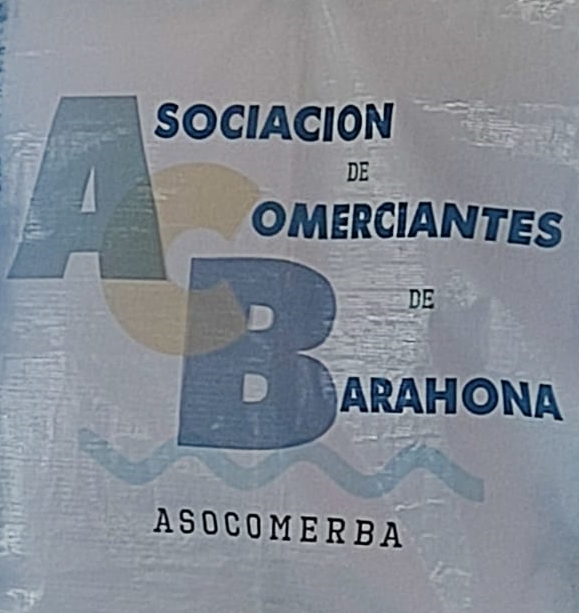 ASOCIACION
DE
COMERCIANTES
DE
BARAHONA
ASOCOMERBA